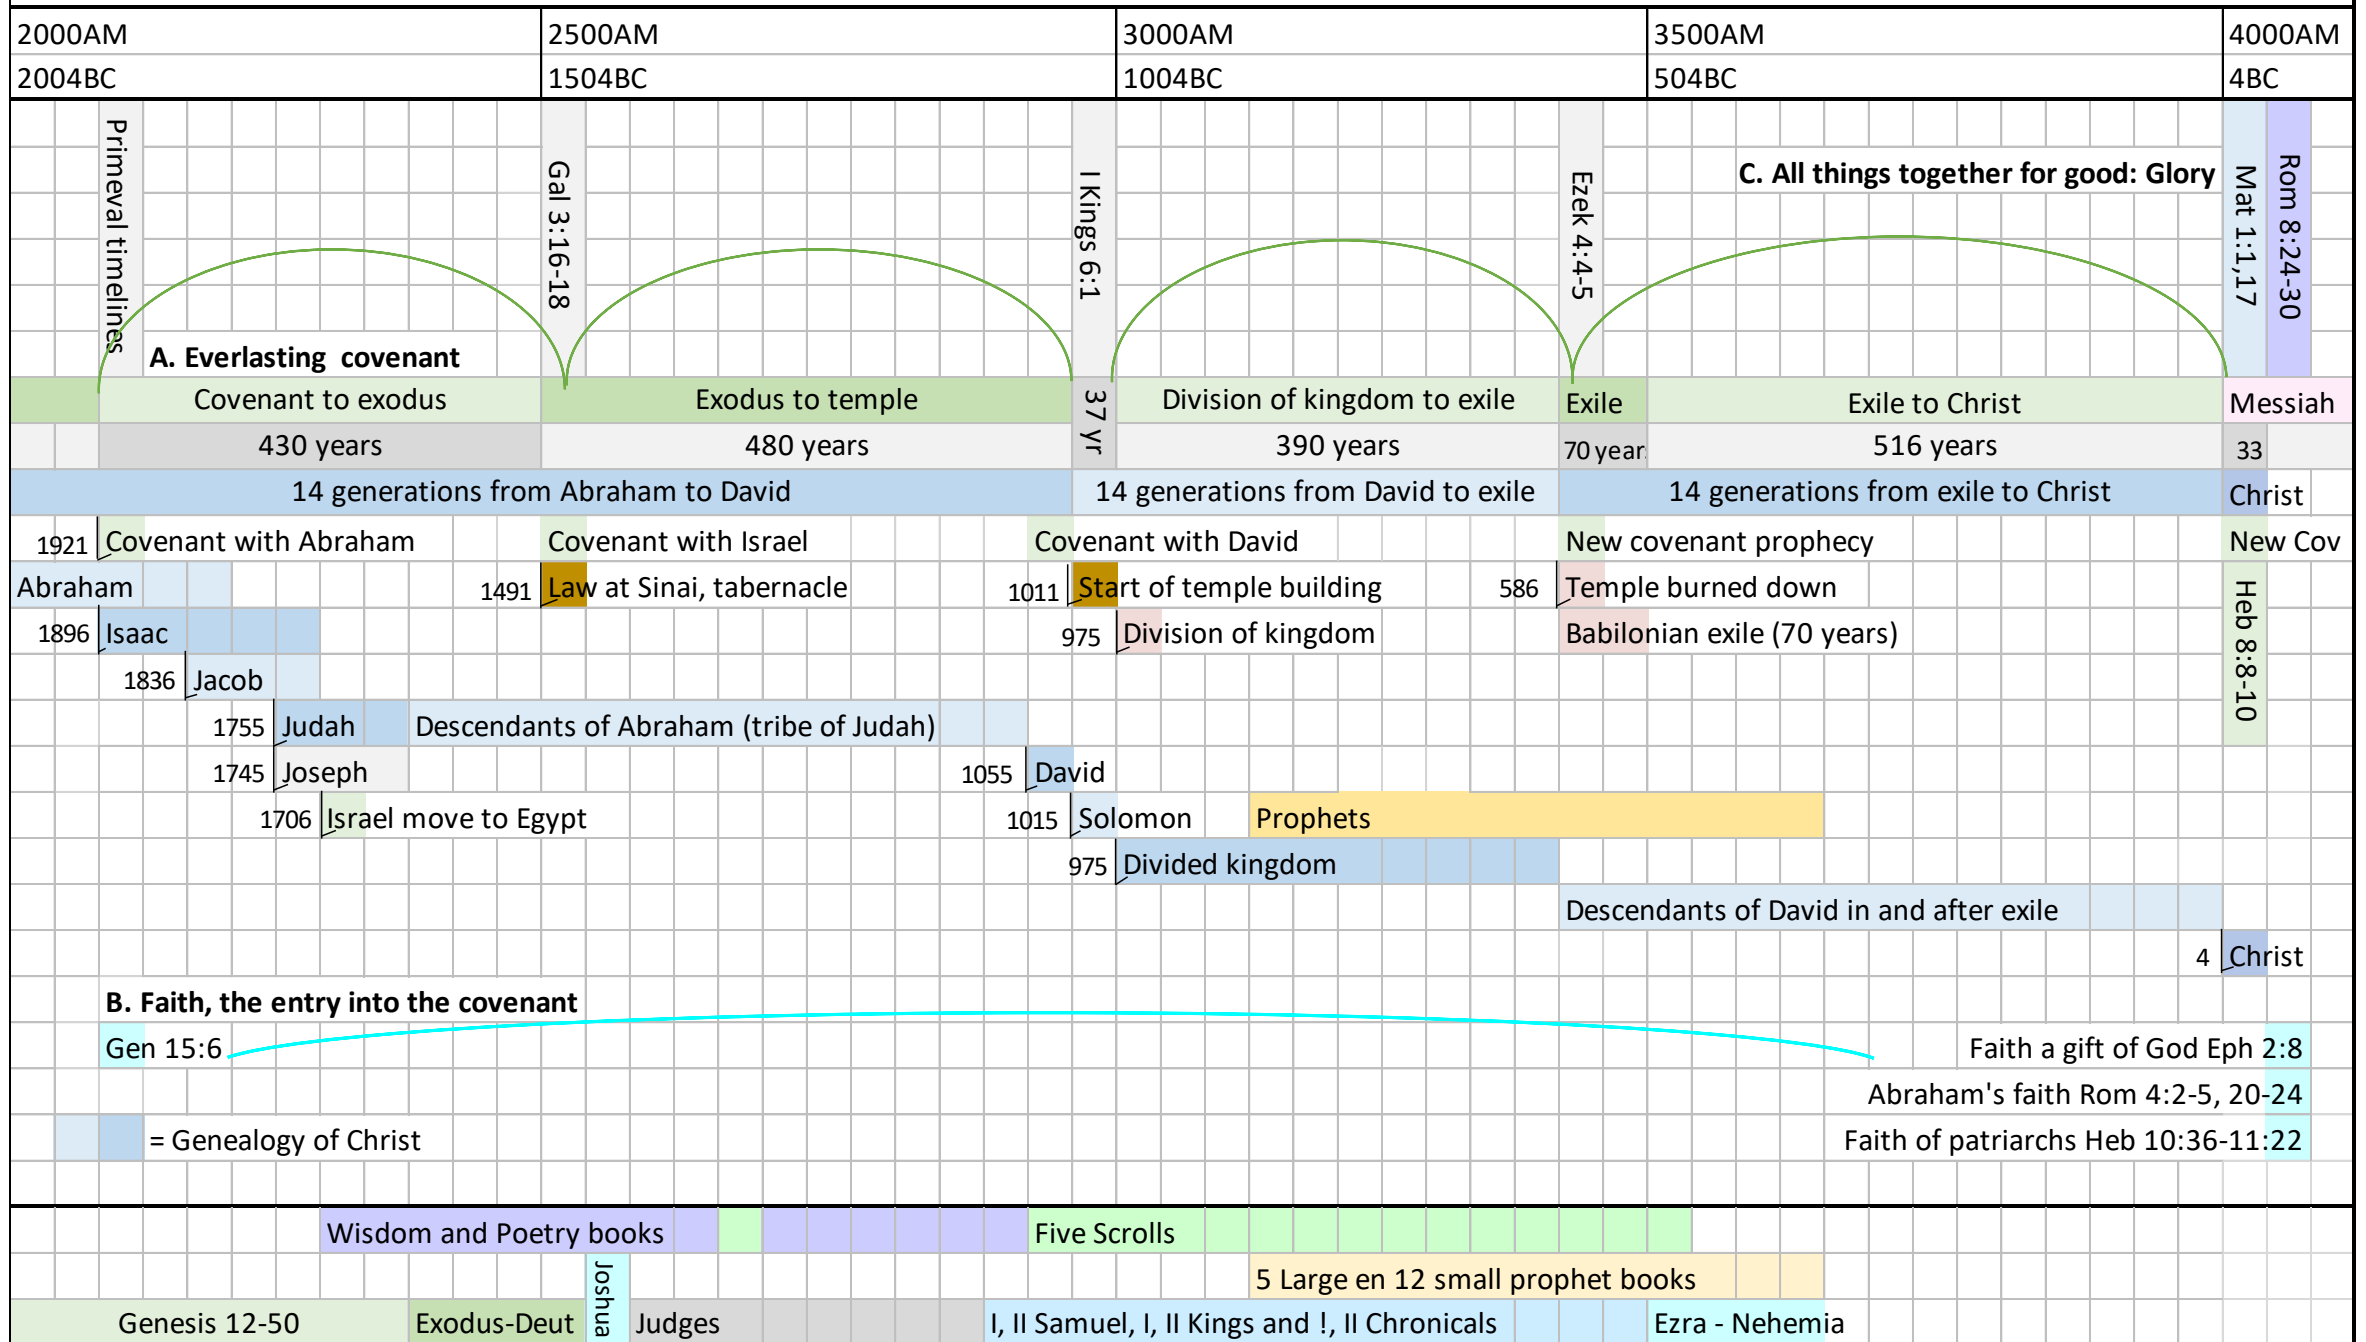 2000AM 2500AM 3000AM 3500AM 4000AM
2004BC 1504BC 1004BC 504BC 4BC
Primeval timelines
Gal 3:16-18
I Kings 6:1
Ezek 4:4-5
C. All things together for good: Glory
Mat 1:1,17
Rom 8:24-30
A. Everlasting covenant
Covenant to exodus Exodus to temple 37 yr Division of kingdom to exile Exile Exile to Christ Messiah
430 years 480 years 390 years 70 year 516 years 33
14 generations from Abraham to David 14 generations from David to exile 14 generations from exile to Christ Christ
1921 Covenant with Abraham Covenant with Israel Covenant with David New covenant prophecy New Cov
Abraham 1491 Law at Sinai, tabernacle 1011 Start of temple building 586 Temple burned down
Heb 8:8-10
1896 Isaac 975 Division of kingdom Babilonian exile (70 years)
1836 Jacob
1755 Judah Descendants of Abraham (tribe of Judah)
1745 Joseph 1055 David
1706 Israel move to Egypt 1015 Solomon Prophets
975 Divided kingdom
Descendants of David in and after exile
4 Christ
B. Faith, the entry into the covenant
Gen 15:6 Faith a gift of God Eph 2:8
Abraham's faith Rom 4:2-5, 20-24
= Genealogy of Christ Faith of patriarchs Heb 10:36-11:22
Wisdom and Poetry books Five Scrolls
5 Large en 12 small prophet books
Genesis 12-50 Exodus-Deut Joshua Judges I, II Samuel, I, II Kings and !, II Chronicals Ezra - Nehemia